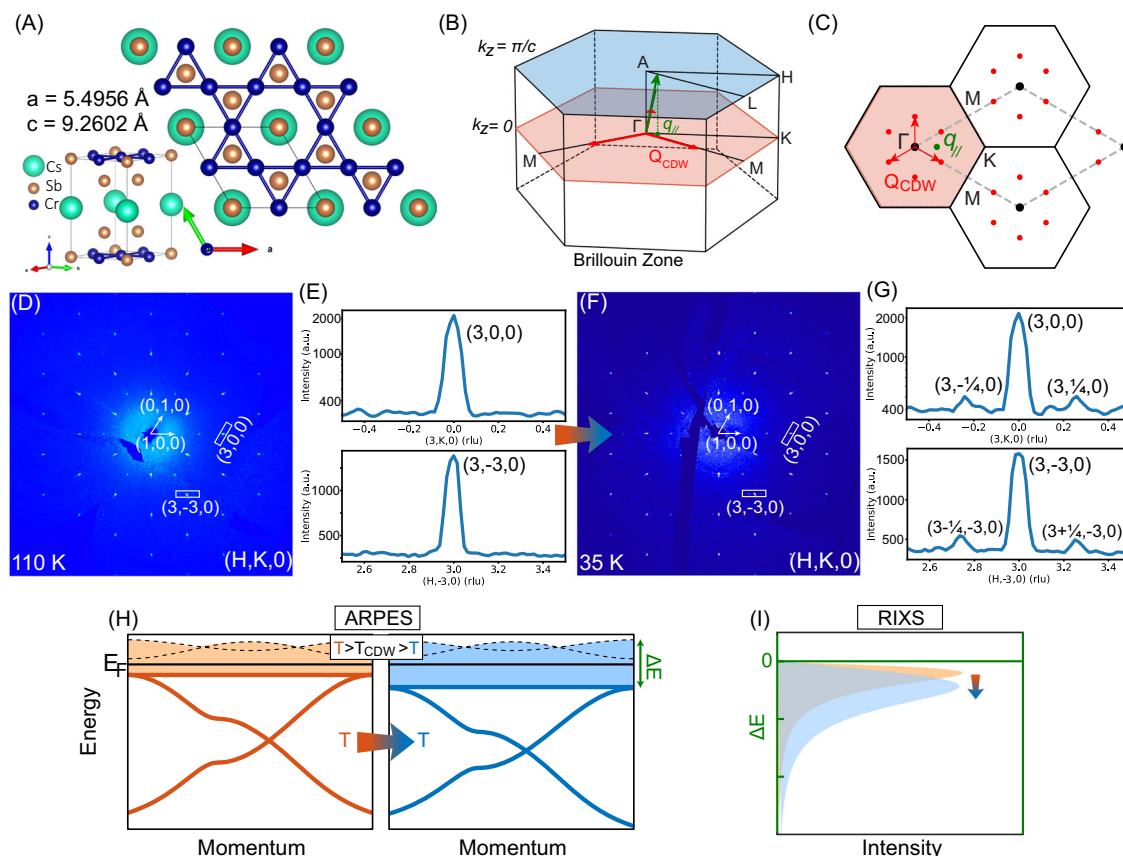 (A)
a = 5.4956 Å
c = 9.2602 Å
Cs
Sb
Cr
c
a
b
a
(B)
k_z = π/c
A
H
L
k_z = 0
Γ
q_//
K
M
Q_CDW
M
Brillouin Zone
(C)
M
Γ
q_//
K
Q_CDW
M
(D)
(0,1,0)
(1,0,0)
(3,0,0)
(3,-3,0)
110 K
(H,K,0)
(E)
Intensity (a.u.)
2000
1000
400
(3,0,0)
−0.4 −0.2 0.0 0.2 0.4
(3,K,0) (rlu)
Intensity (a.u.)
1500
1000
500
250
(3,-3,0)
2.6 2.8 3.0 3.2 3.4
(H,-3,0) (rlu)
(F)
(0,1,0)
(1,0,0)
(3,0,0)
(3,-3,0)
35 K
(H,K,0)
(G)
Intensity (a.u.)
2000
1000
400
(3,0,0)
(3,-¼,0)
(3,¼,0)
−0.4 −0.2 0.0 0.2 0.4
(3,K,0) (rlu)
Intensity (a.u.)
1500
1000
500
350
(3,-3,0)
(3-¼,-3,0)
(3+¼,-3,0)
2.6 2.8 3.0 3.2 3.4
(H,-3,0) (rlu)
(H)
ARPES
T>T_CDW>T
E_F
ΔE
Energy
T
T
Momentum
Momentum
(I)
RIXS
0
ΔE
Intensity